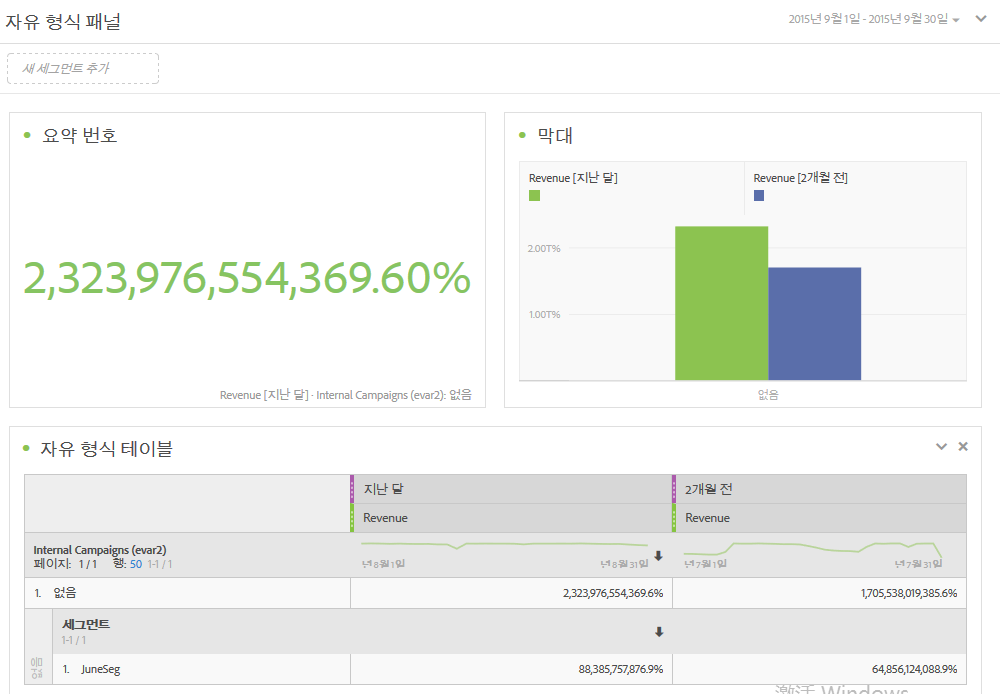 자유 형식 패널
2015년 9월 1일 - 2015년 9월 30일
새 세그먼트 추가
요약 번호
2,323,976,554,369.60%
Revenue [지난 달] · Internal Campaigns (evar2): 없음
막대
Revenue [지난 달]
Revenue [2개월 전]
2.00T%
1.00T%
없음
자유 형식 테이블
지난 달
2개월 전
Revenue
Revenue
Internal Campaigns (evar2)
페이지: 1 / 1 행: 50 1-1 / 1
년 8월 1일
년 8월 31일
년 7월 1일
년 7월 31일
1. 없음
2,323,976,554,369.6%
1,705,538,019,385.6%
세그먼트
1-1 / 1
없음
1. JuneSeg
88,385,757,876.9%
64,856,124,088.9%
激活 Windows